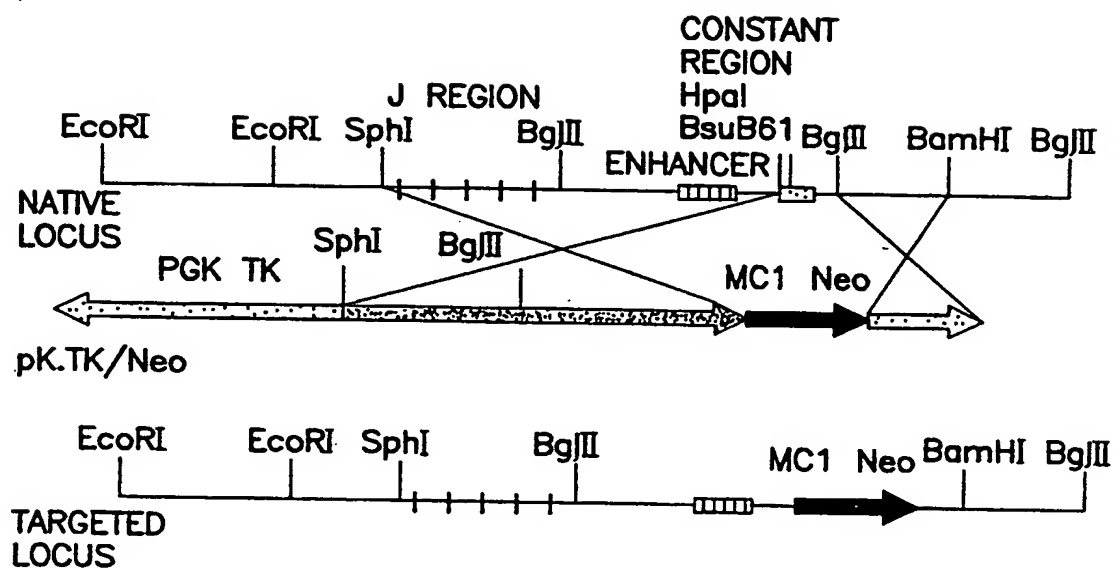 CONSTANT
REGION
HpaI
BsuB61
J REGION
EcoRI EcoRI SphI BglII ENHANCER BglII BamHI BglII
NATIVE
LOCUS
SphI BglII
PGK TK MC1 Neo
pK.TK/Neo
EcoRI EcoRI SphI BglII MC1 Neo BamHI BglII
TARGETED
LOCUS